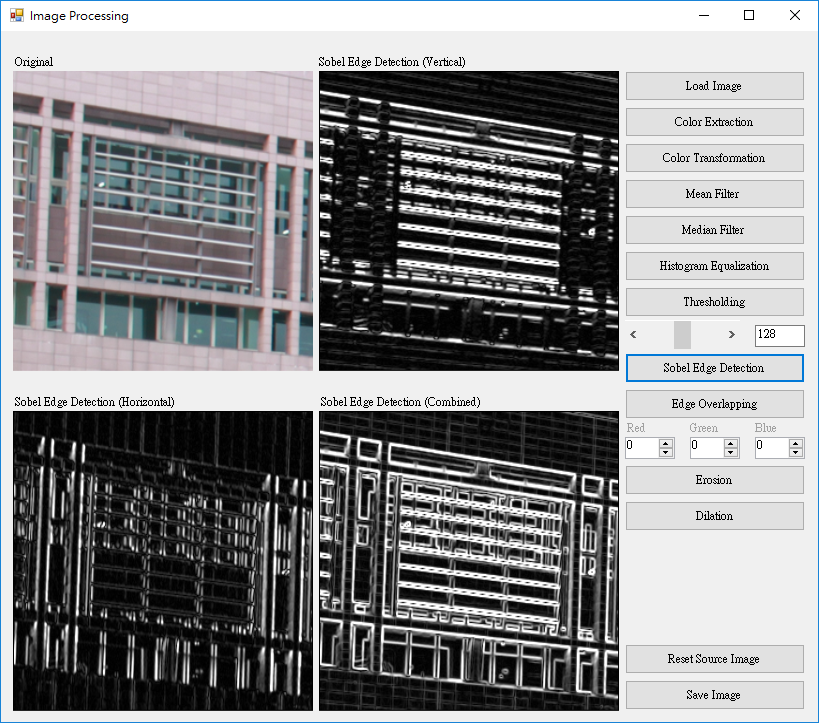 Image Processing
Original
Sobel Edge Detection (Vertical)
Load Image
Color Extraction
Color Transformation
Mean Filter
Median Filter
Histogram Equalization
Thresholding
128
Sobel Edge Detection
Sobel Edge Detection (Horizontal)
Sobel Edge Detection (Combined)
Edge Overlapping
Red Green Blue
0 0 0
Erosion
Dilation
Reset Source Image
Save Image